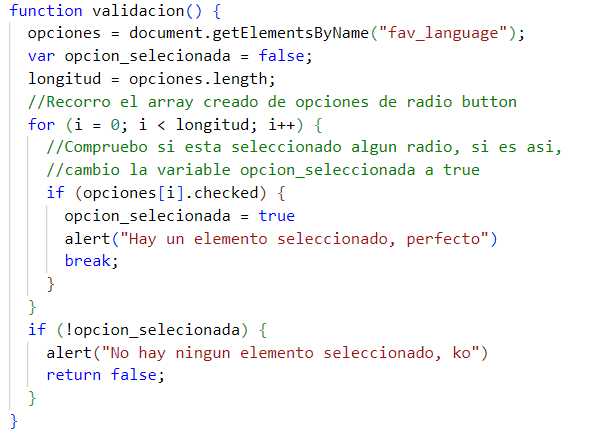 function validacion() {
  opciones = document.getElementsByName("fav_language");
  var opcion_selecionada = false;
  longitud = opciones.length;
  //Recorro el array creado de opciones de radio button
  for (i = 0; i < longitud; i++) {
    //Compruebo si esta seleccionado algun radio, si es asi,
    //cambio la variable opcion_seleccionada a true
    if (opciones[i].checked) {
      opcion_selecionada = true
      alert("Hay un elemento seleccionado, perfecto")
      break;
    }
  }
  if (!opcion_selecionada) {
    alert("No hay ningun elemento seleccionado, ko")
    return false;
  }
}